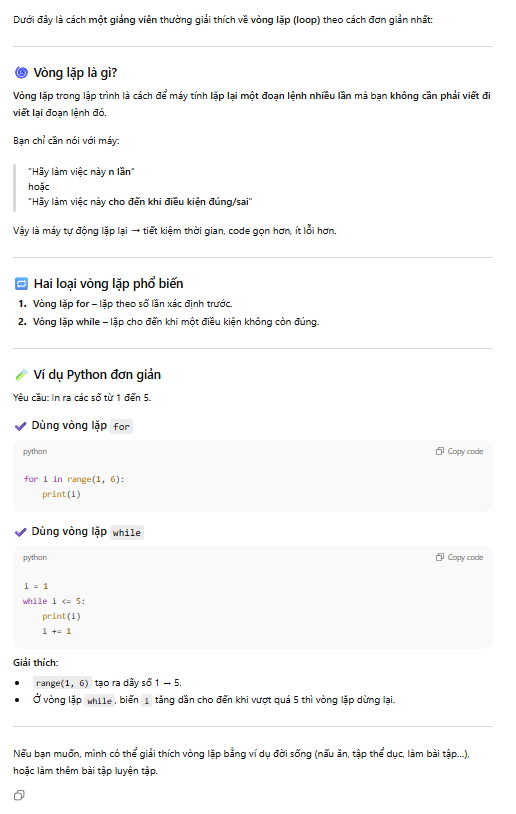 Dưới đây là cách một giảng viên thường giải thích về vòng lặp (loop) theo cách đơn giản nhất:
Vòng lặp là gì?
Vòng lặp trong lập trình là cách để máy tính lặp lại một đoạn lệnh nhiều lần mà bạn không cần phải viết đi
viết lại đoạn lệnh đó.
Bạn chỉ cần nói với máy:
“Hãy làm việc này n lần”
hoặc
“Hãy làm việc này cho đến khi điều kiện đúng/sai”
Vậy là máy tự động lặp lại → tiết kiệm thời gian, code gọn hơn, ít lỗi hơn.
Hai loại vòng lặp phổ biến
1. Vòng lặp for – lặp theo số lần xác định trước.
2. Vòng lặp while – lặp cho đến khi một điều kiện không còn đúng.
Ví dụ Python đơn giản
Yêu cầu: In ra các số từ 1 đến 5.
✔ Dùng vòng lặp for
python Copy code
for i in range(1, 6):
    print(i)
✔ Dùng vòng lặp while
python Copy code
i = 1
while i <= 5:
    print(i)
    i += 1
Giải thích:
• range(1, 6) tạo ra dãy số 1 → 5.
• Ở vòng lặp while, biến i tăng dần cho đến khi vượt quá 5 thì vòng lặp dừng lại.
Nếu bạn muốn, mình có thể giải thích vòng lặp bằng ví dụ đời sống (nấu ăn, tập thể dục, làm bài tập…),
hoặc làm thêm bài tập luyện tập.